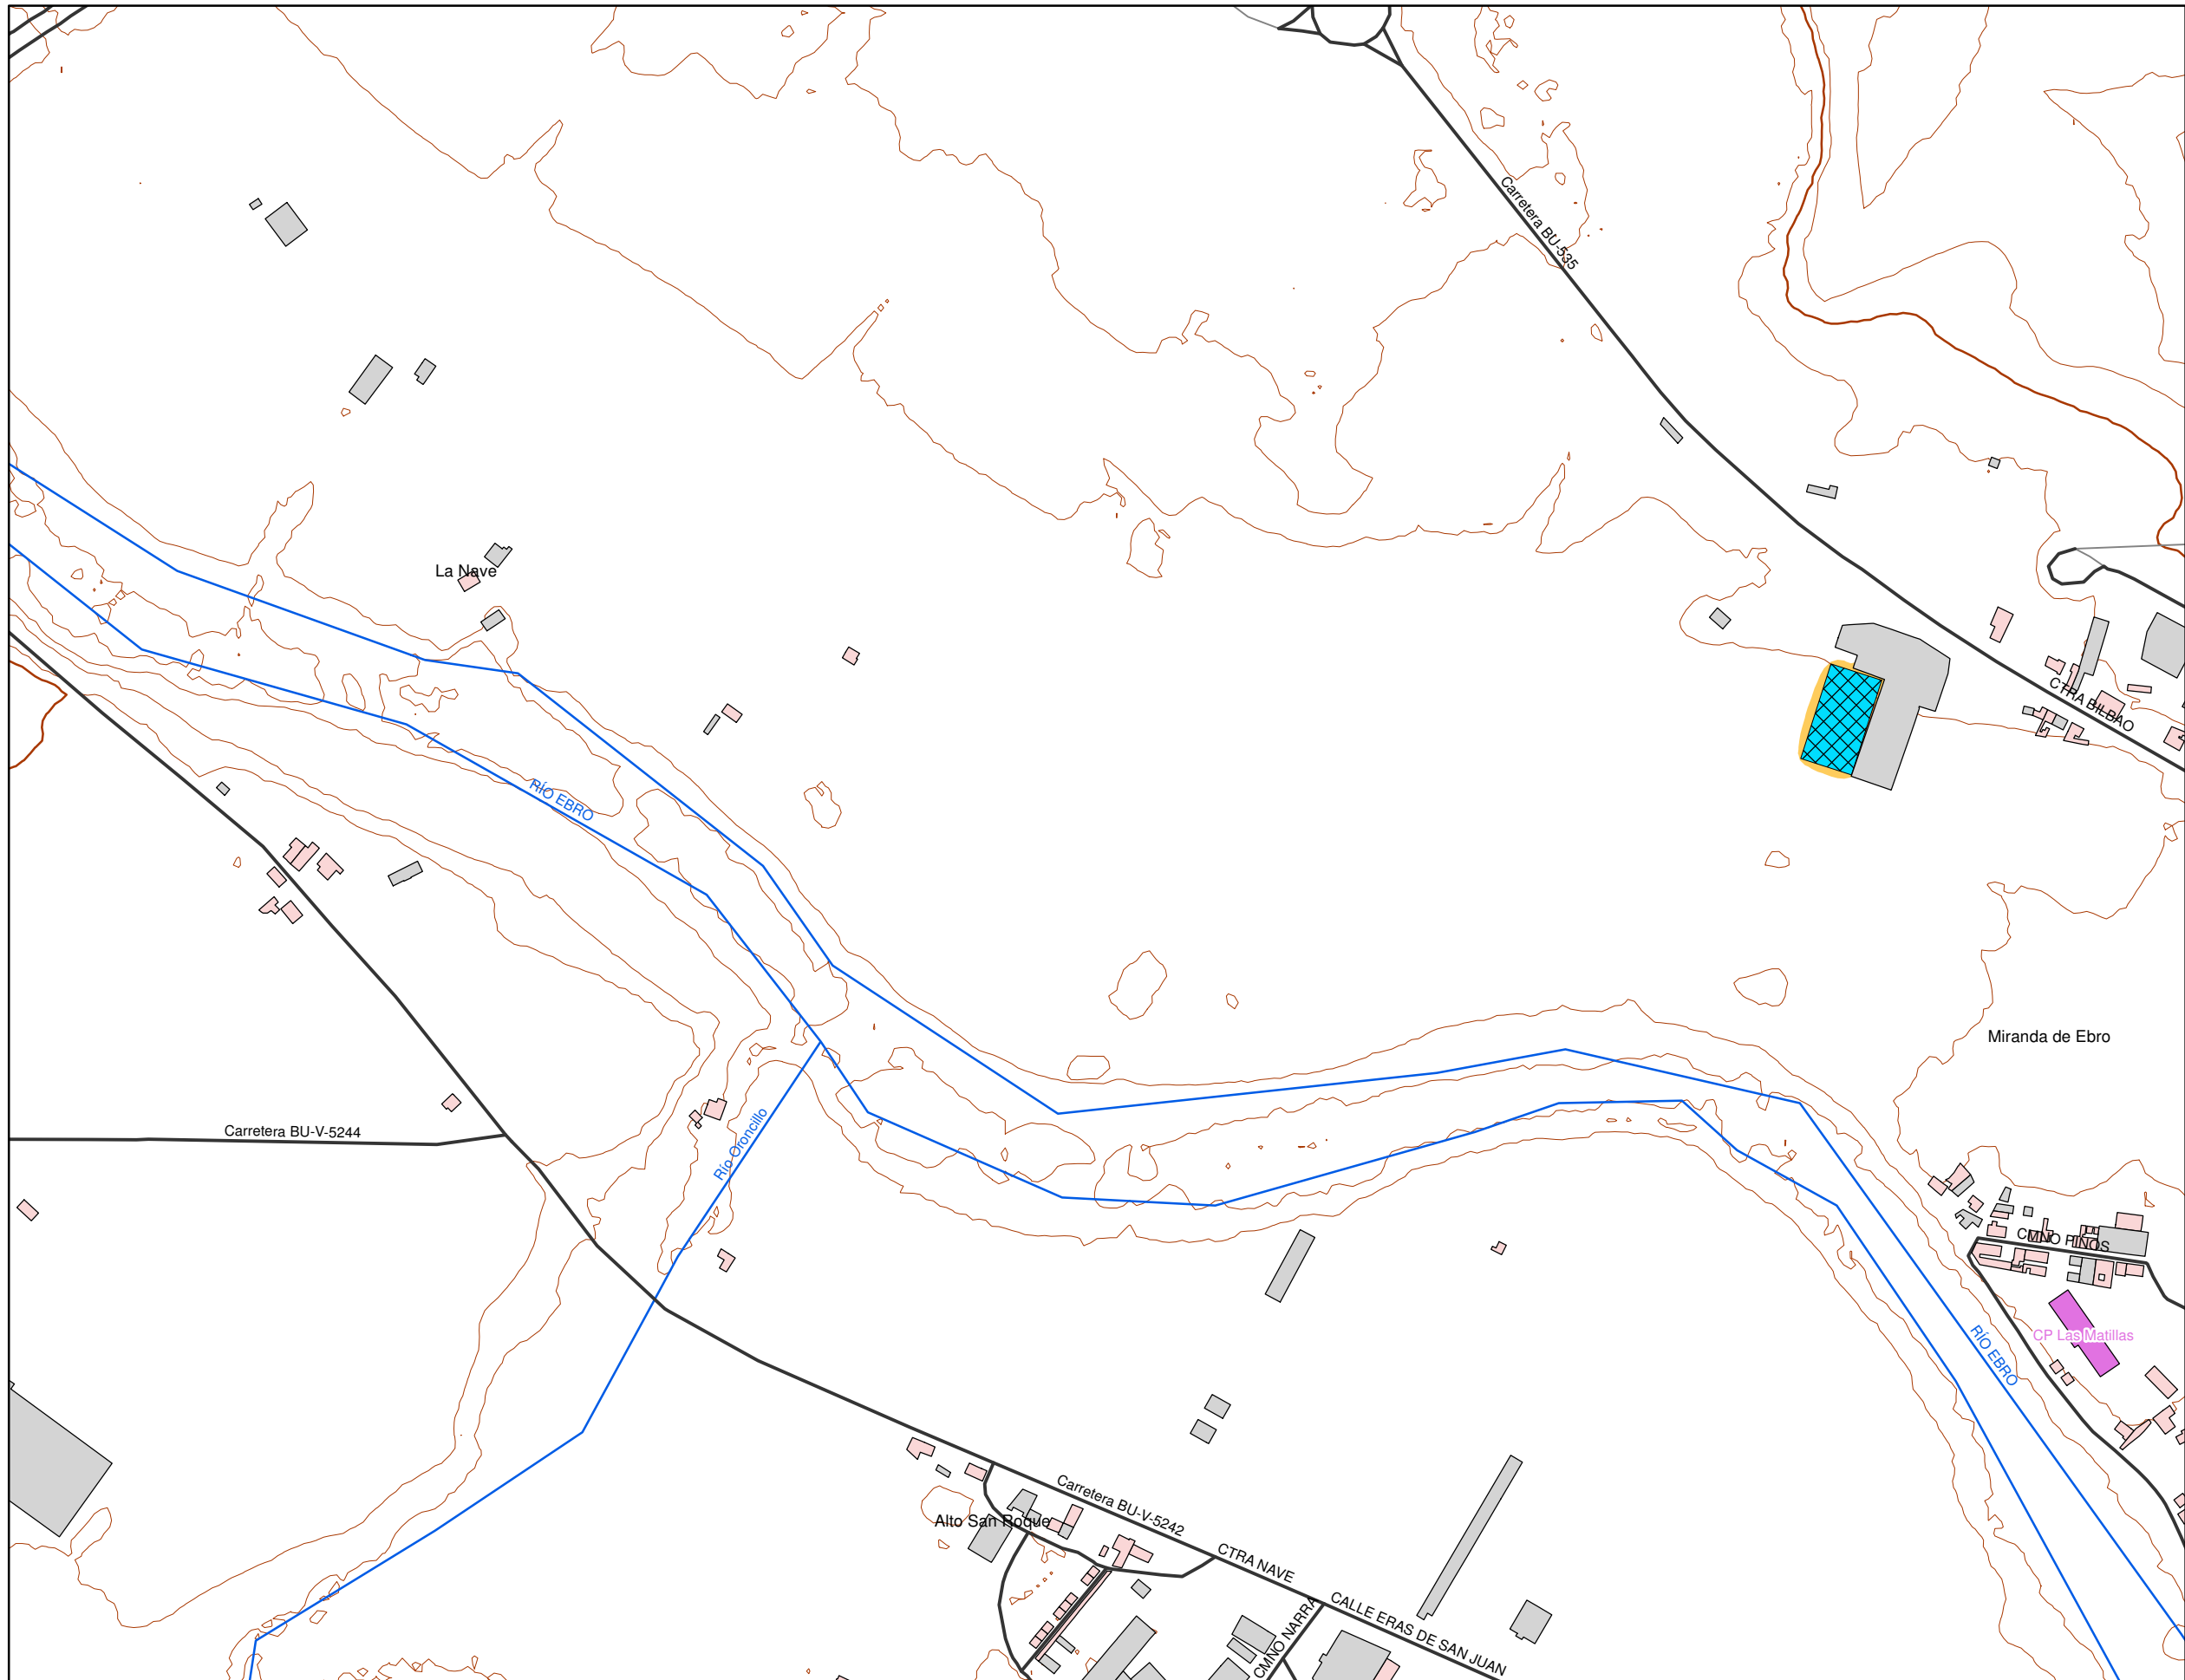 Carretera BU-535
La Nave
CTRA BILBAO
RÍO EBRO
Miranda de Ebro
Carretera BU-V-5244
Río Oroncillo
CMNO PINOS
CP Las Matillas
RÍO EBRO
Carretera BU-V-5242
Alto San Roque
CTRA NAVE
CALLE ERAS DE SAN JUAN
CMNO NARRA